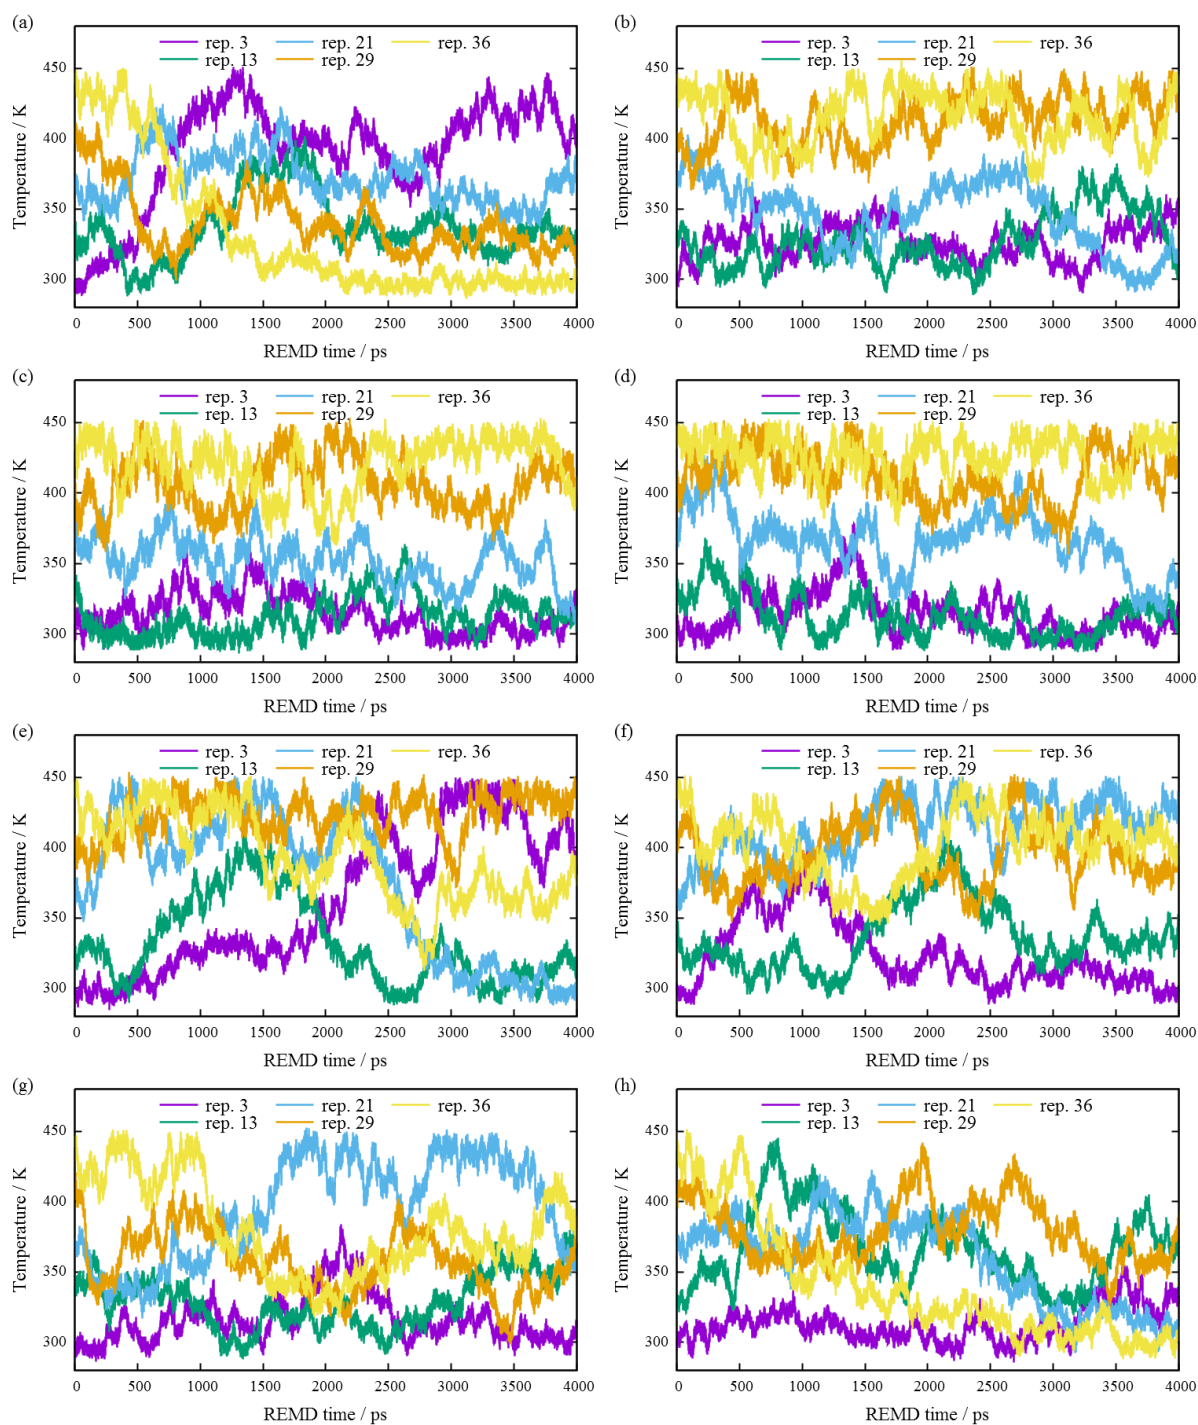 (a)
rep. 3 rep. 21 rep. 36
rep. 13 rep. 29
450
400
350
300
Temperature / K
0 500 1000 1500 2000 2500 3000 3500 4000
REMD time / ps
(b)
rep. 3 rep. 21 rep. 36
rep. 13 rep. 29
450
400
350
300
Temperature / K
0 500 1000 1500 2000 2500 3000 3500 4000
REMD time / ps
(c)
rep. 3 rep. 21 rep. 36
rep. 13 rep. 29
450
400
350
300
Temperature / K
0 500 1000 1500 2000 2500 3000 3500 4000
REMD time / ps
(d)
rep. 3 rep. 21 rep. 36
rep. 13 rep. 29
450
400
350
300
Temperature / K
0 500 1000 1500 2000 2500 3000 3500 4000
REMD time / ps
(e)
rep. 3 rep. 21 rep. 36
rep. 13 rep. 29
450
400
350
300
Temperature / K
0 500 1000 1500 2000 2500 3000 3500 4000
REMD time / ps
(f)
rep. 3 rep. 21 rep. 36
rep. 13 rep. 29
450
400
350
300
Temperature / K
0 500 1000 1500 2000 2500 3000 3500 4000
REMD time / ps
(g)
rep. 3 rep. 21 rep. 36
rep. 13 rep. 29
450
400
350
300
Temperature / K
0 500 1000 1500 2000 2500 3000 3500 4000
REMD time / ps
(h)
rep. 3 rep. 21 rep. 36
rep. 13 rep. 29
450
400
350
300
Temperature / K
0 500 1000 1500 2000 2500 3000 3500 4000
REMD time / ps